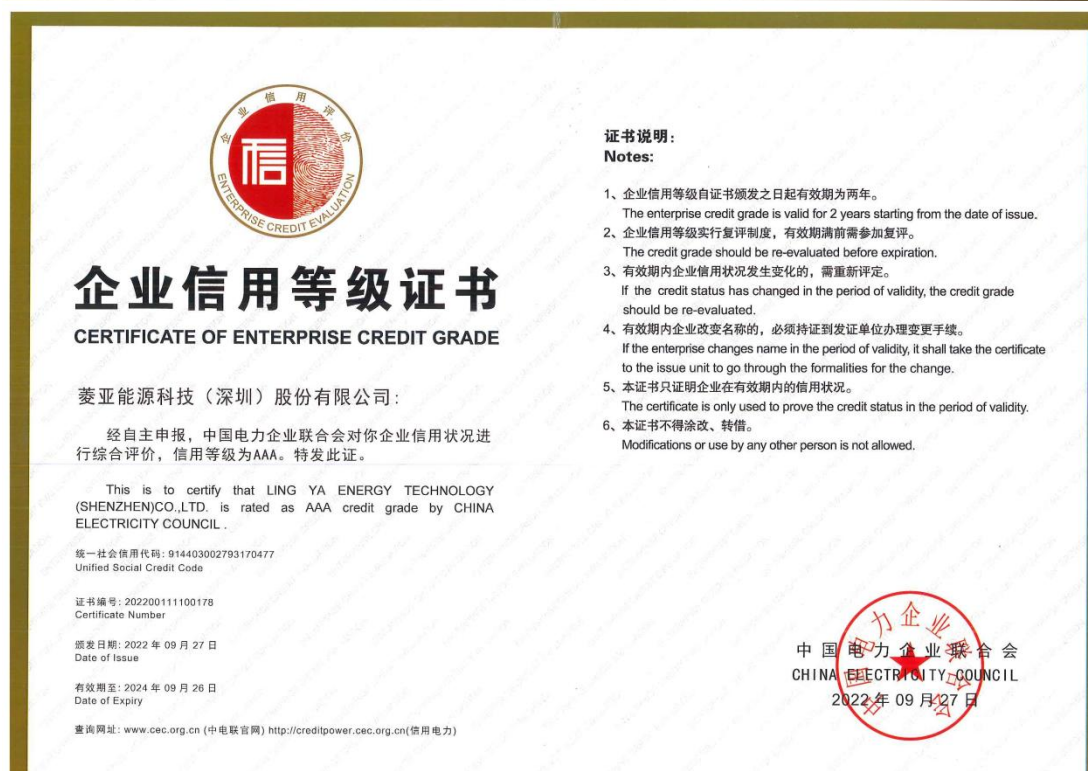 企业信用评价
信
ENTERPRISE CREDIT EVALUATION
企业信用等级证书
CERTIFICATE OF ENTERPRISE CREDIT GRADE
菱亚能源科技（深圳）股份有限公司：
经自主申报，中国电力企业联合会对你企业信用状况进
行综合评价，信用等级为AAA。特发此证。
This is to certify that LING YA ENERGY TECHNOLOGY
(SHENZHEN)CO.,LTD. is rated as AAA credit grade by CHINA
ELECTRICITY COUNCIL .
统一社会信用代码: 914403002793170477
Unified Social Credit Code
证书编号: 202200111100178
Certificate Number
颁发日期: 2022 年 09 月 27 日
Date of Issue
有效期至: 2024 年 09 月 26 日
Date of Expiry
查询网址: www.cec.org.cn (中电联官网) http://creditpower.cec.org.cn(信用电力)
证书说明：
Notes:
1、企业信用等级自证书颁发之日起有效期为两年。
The enterprise credit grade is valid for 2 years starting from the date of issue.
2、企业信用等级实行复评制度，有效期满前需参加复评。
The credit grade should be re-evaluated before expiration.
3、有效期内企业信用状况发生变化的，需重新评定。
If the credit status has changed in the period of validity, the credit grade
should be re-evaluated.
4、有效期内企业改变名称的，必须持证到发证单位办理变更手续。
If the enterprise changes name in the period of validity, it shall take the certificate
to the issue unit to go through the formalities for the change.
5、本证书只证明企业在有效期内的信用状况。
The certificate is only used to prove the credit status in the period of validity.
6、本证书不得涂改、转借。
Modifications or use by any other person is not allowed.
中国电力企业联合会
CHINA ELECTRICITY COUNCIL
2022 年 09 月 27 日
中国电力企业联合会